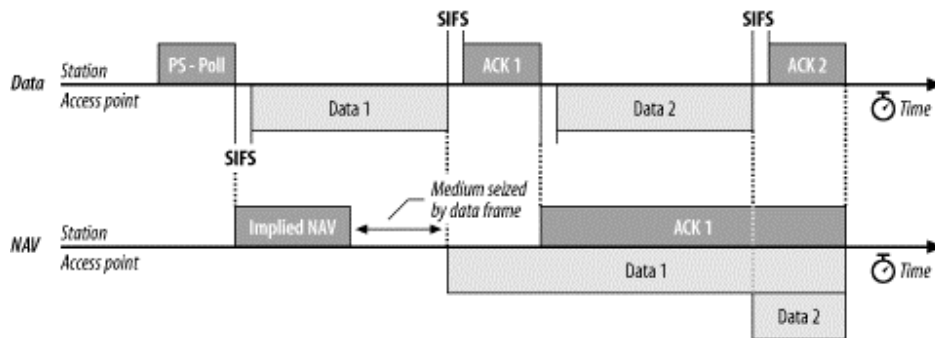 SIFS
SIFS
PS - Poll
ACK 1
ACK 2
Data
Station
Access point
Data 1
Data 2
Time
SIFS
Medium seized
by data frame
Implied NAV
ACK 1
NAV
Station
Access point
Data 1
Time
Data 2